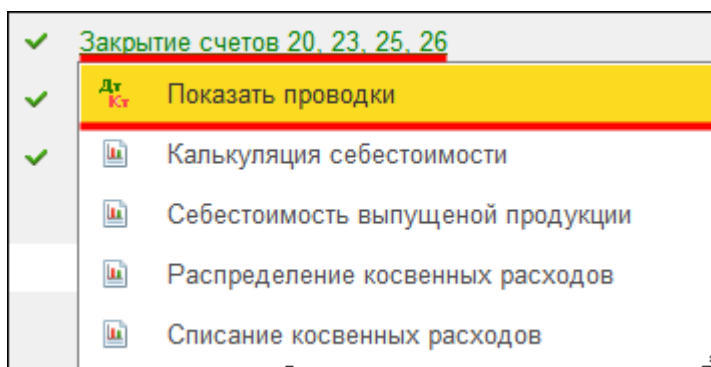 Закрытие счетов 20, 23, 25, 26
Дт
Кт
Показать проводки
Калькуляция себестоимости
Себестоимость выпущеной продукции
Распределение косвенных расходов
Списание косвенных расходов